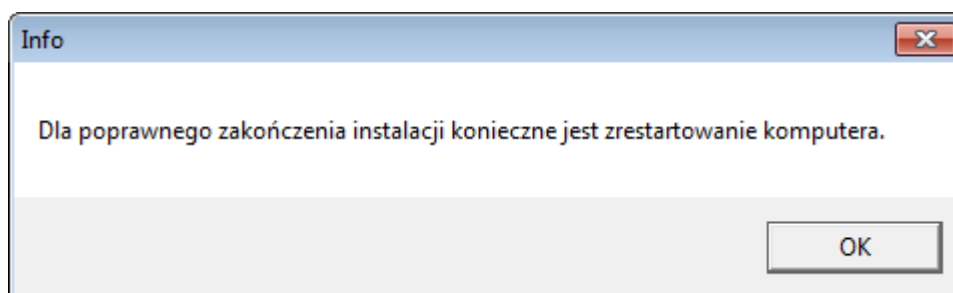 Info
Dla poprawnego zakończenia instalacji konieczne jest zrestartowanie komputera.
OK